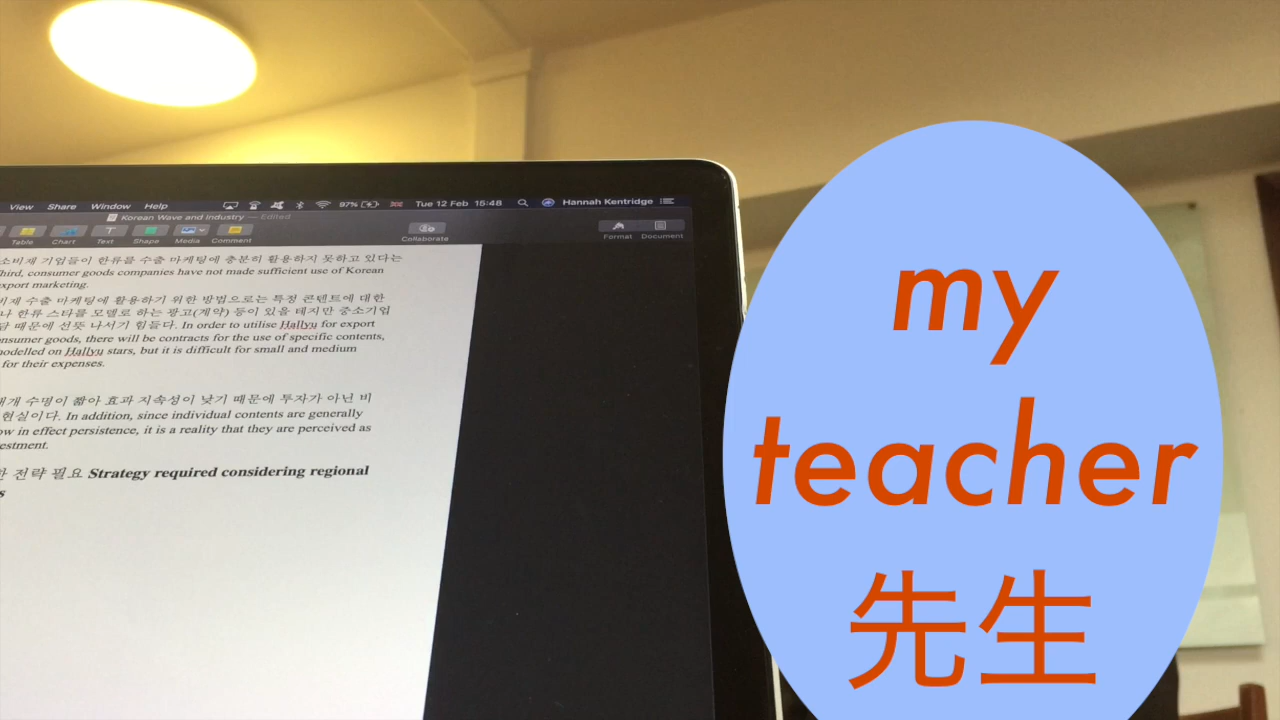 View Share Window Help 97% Tue 12 Feb 15:48 Hannah Kentridge
Korean Wave and industry — Edited
Table Chart Text Shape Media Comment Collaborate Format Document
소비재 기업들이 한류를 수출 마케팅에 충분히 활용하지 못하고 있다는
Third, consumer goods companies have not made sufficient use of Korean
export marketing.
비재 수출 마케팅에 활용하기 위한 방법으로는 특정 콘텐트에 대한
나 한류 스타를 모델로 하는 광고(계약) 등이 있을 테지만 중소기업
담 때문에 선뜻 나서기 힘들다. In order to utilise Hallyu for export
onsumer goods, there will be contracts for the use of specific contents,
modelled on Hallyu stars, but it is difficult for small and medium
for their expenses.
대개 수명이 짧아 효과 지속성이 낮기 때문에 투자가 아닌 비
현실이다. In addition, since individual contents are generally
ow in effect persistence, it is a reality that they are perceived as
estment.
한 전략 필요 Strategy required considering regional
s
my
teacher
先生